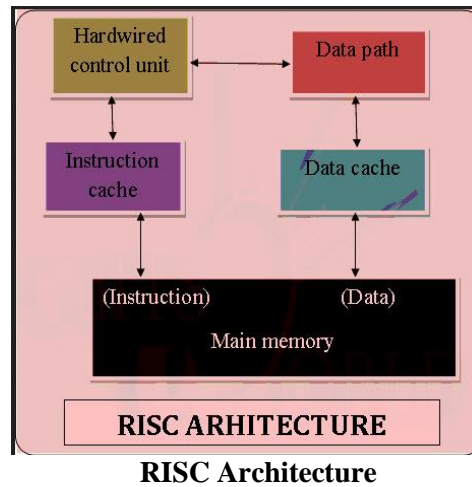 Hardwired
control unit
Data path
Instruction
cache
Data cache
(Instruction) (Data)
Main memory
RISC ARHITECTURE
RISC Architecture